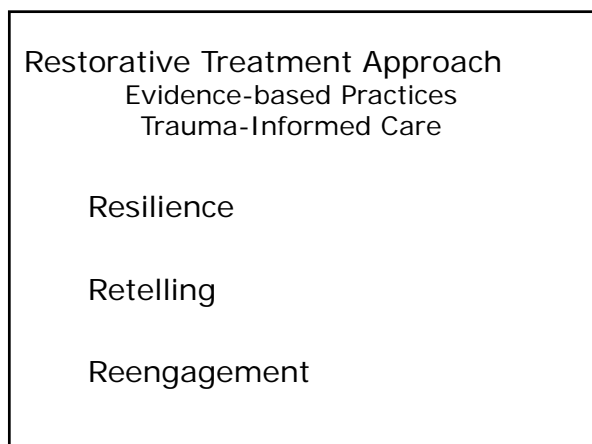 Restorative Treatment Approach
Evidence-based Practices
Trauma-Informed Care
Resilience
Retelling
Reengagement